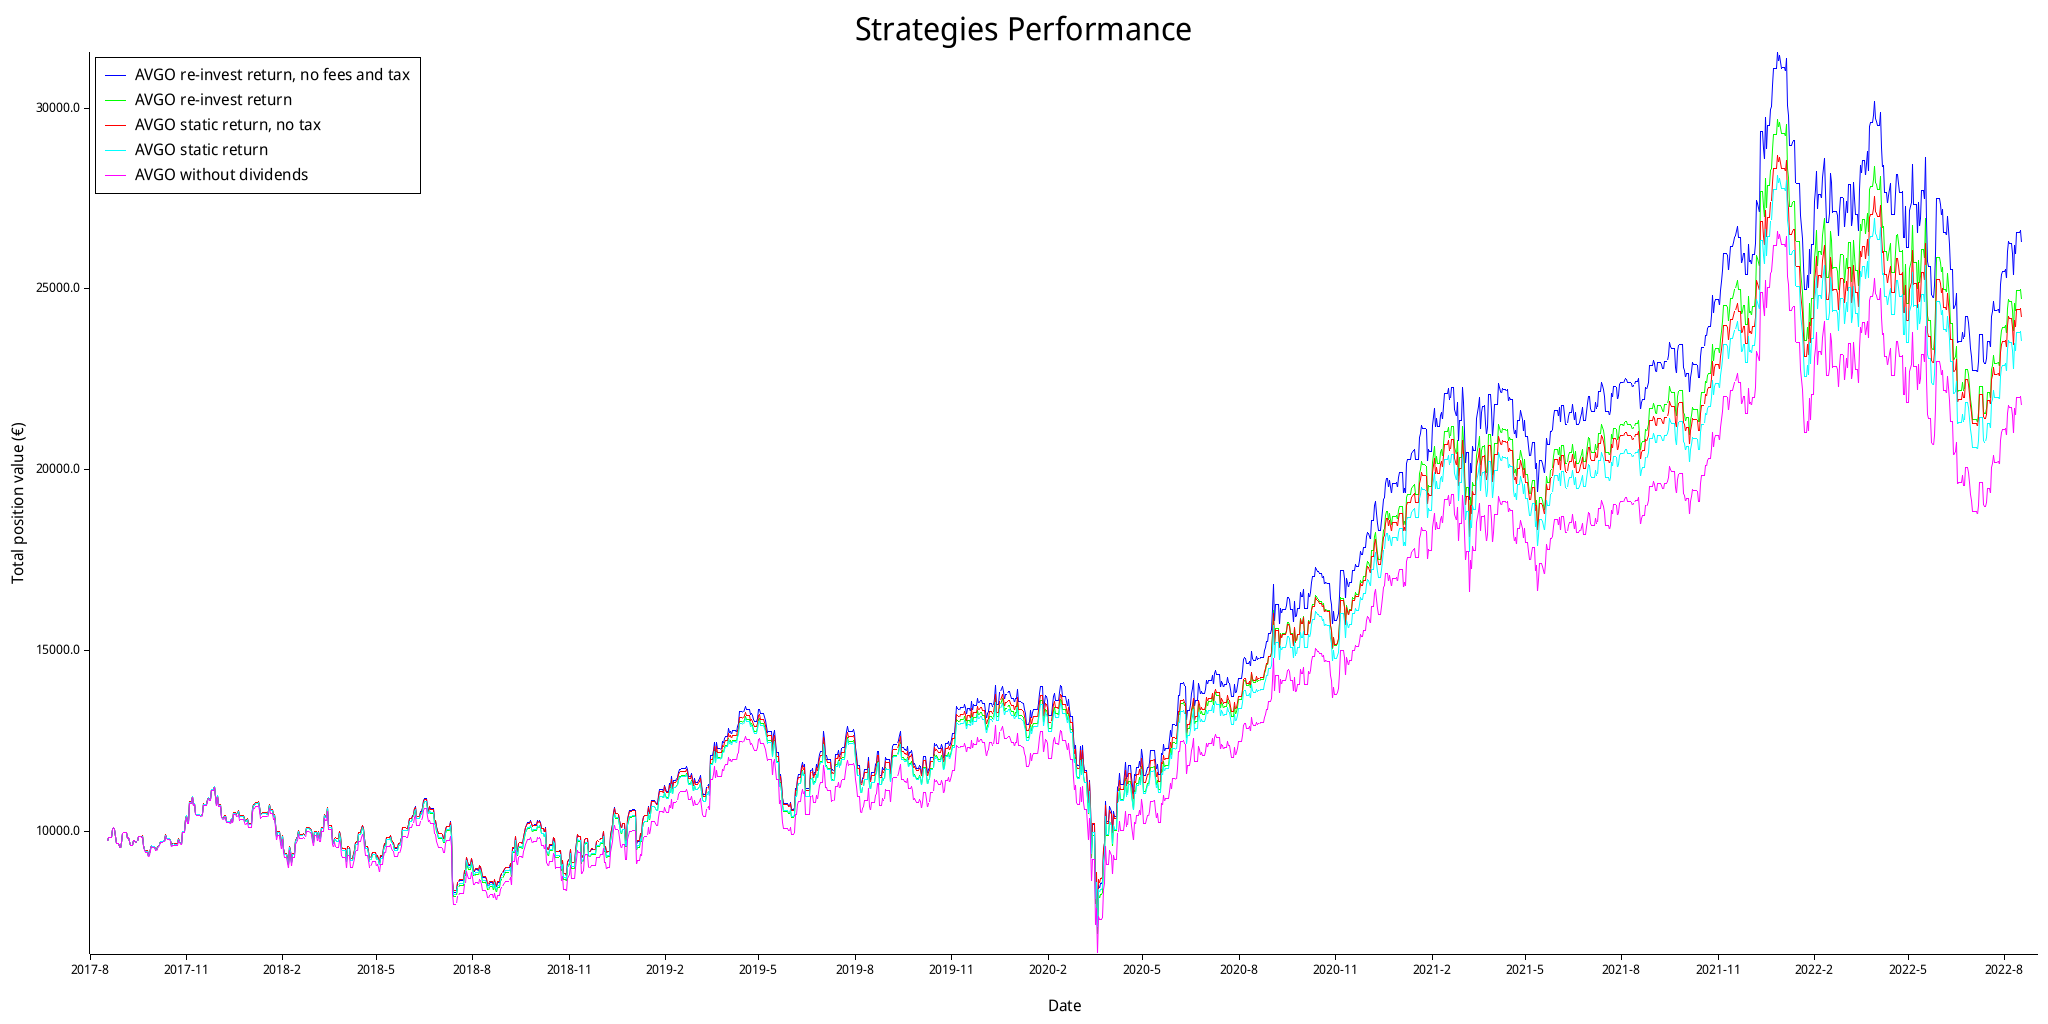 Strategies Performance
AVGO re-invest return, no fees and tax
AVGO re-invest return
AVGO static return, no tax
AVGO static return
AVGO without dividends
Total position value (€)
30000.0
25000.0
20000.0
15000.0
10000.0
2017-8 2017-11 2018-2 2018-5 2018-8 2018-11 2019-2 2019-5 2019-8 2019-11 2020-2 2020-5 2020-8 2020-11 2021-2 2021-5 2021-8 2021-11 2022-2 2022-5 2022-8
Date